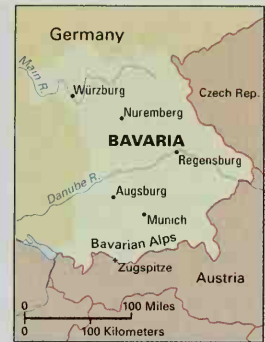 Germany
Main R.
Würzburg
Czech Rep.
Nuremberg
BAVARIA
Regensburg
Danube R.
Augsburg
Munich
Bavarian Alps
Zugspitze
Austria
0 100 Miles
0 100 Kilometers